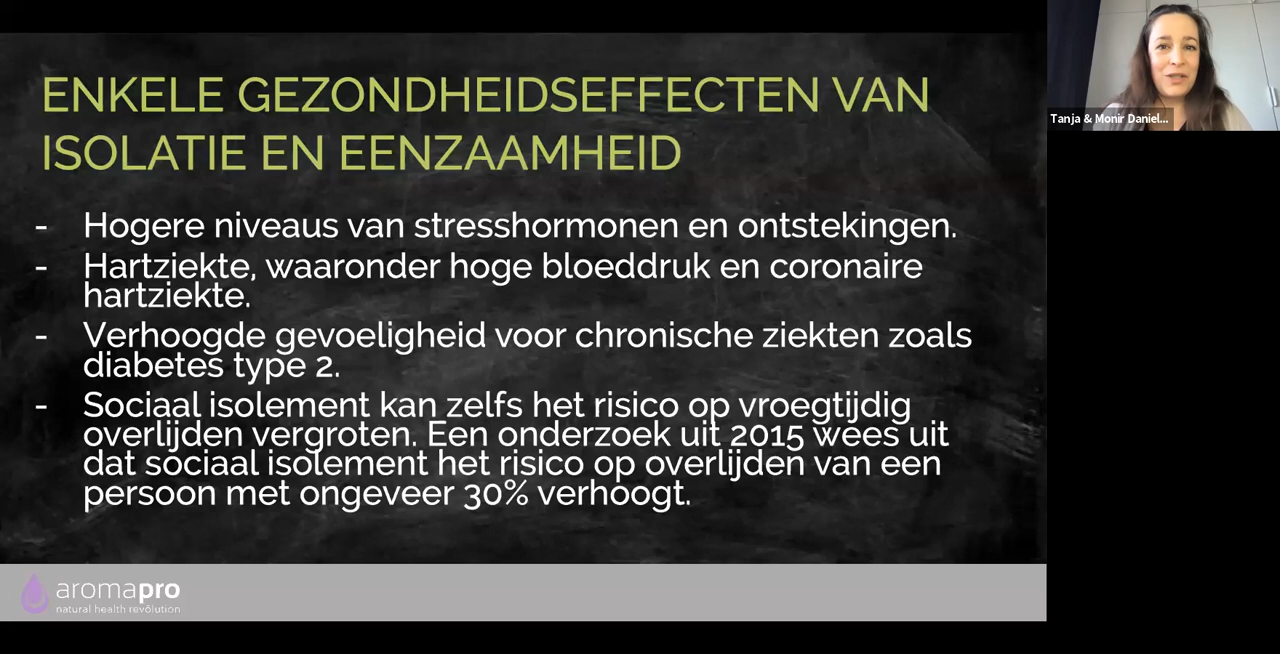 ENKELE GEZONDHEIDSEFFECTEN VAN
ISOLATIE EN EENZAAMHEID
- Hogere niveaus van stresshormonen en ontstekingen.
- Hartziekte, waaronder hoge bloeddruk en coronaire
hartziekte.
- Verhoogde gevoeligheid voor chronische ziekten zoals
diabetes type 2.
- Sociaal isolement kan zelfs het risico op vroegtijdig
overlijden vergroten. Een onderzoek uit 2015 wees uit
dat sociaal isolement het risico op overlijden van een
persoon met ongeveer 30% verhoogt.
aromapro
natural health revolution
Tanja & Monir Daniel...